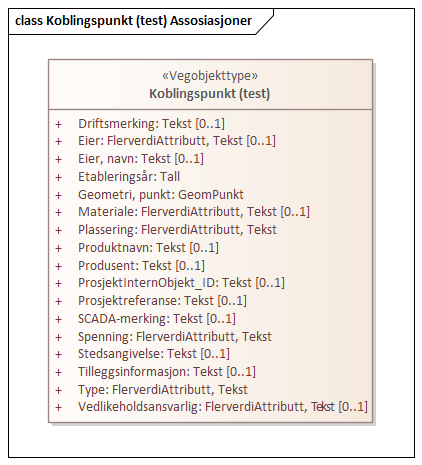 class Koblingspunkt (test) Assosiasjoner
«Vegobjekttype»
Koblingspunkt (test)
+ Driftsmerking: Tekst [0..1]
+ Eier: FlerverdiAttributt, Tekst [0..1]
+ Eier, navn: Tekst [0..1]
+ Etableringsår: Tall
+ Geometri, punkt: GeomPunkt
+ Materiale: FlerverdiAttributt, Tekst [0..1]
+ Plassering: FlerverdiAttributt, Tekst
+ Produktnavn: Tekst [0..1]
+ Produsent: Tekst [0..1]
+ ProsjektInternObjekt_ID: Tekst [0..1]
+ Prosjektreferanse: Tekst [0..1]
+ SCADA-merking: Tekst [0..1]
+ Spenning: FlerverdiAttributt, Tekst
+ Stedsangivelse: Tekst [0..1]
+ Tilleggsinformasjon: Tekst [0..1]
+ Type: FlerverdiAttributt, Tekst
+ Vedlikeholdsansvarlig: FlerverdiAttributt, Tekst [0..1]